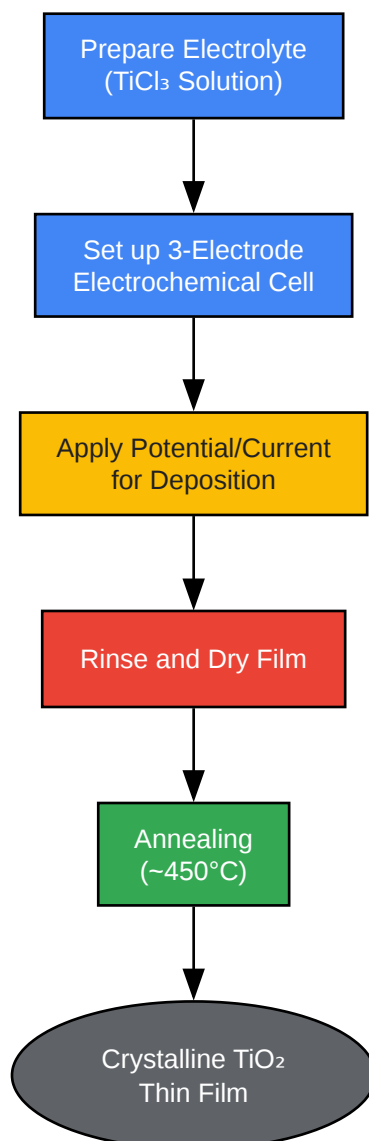 Prepare Electrolyte
(TiCl₃ Solution)
Set up 3-Electrode
Electrochemical Cell
Apply Potential/Current
for Deposition
Rinse and Dry Film
Annealing
(~450°C)
Crystalline TiO₂
Thin Film